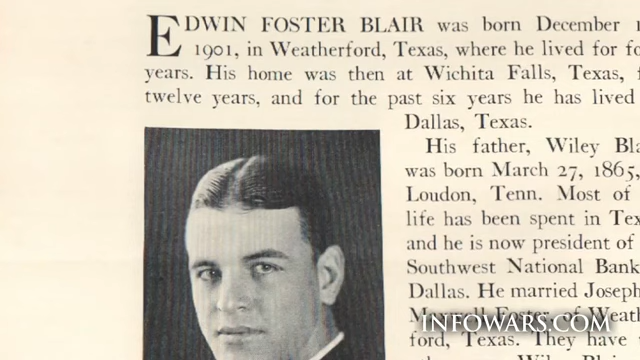 EDWIN FOSTER BLAIR was born December
1901, in Weatherford, Texas, where he lived for
years. His home was then at Wichita Falls, Texas,
twelve years, and for the past six years he has lived
Dallas, Texas.
His father, Wiley
was born March 27, 1865,
Loudon, Tenn. Most of
life has been spent in
and he is now president of
Southwest National Bank
Dallas. He married
Foster, of
INFOWARS.COM
ford, Texas. They have